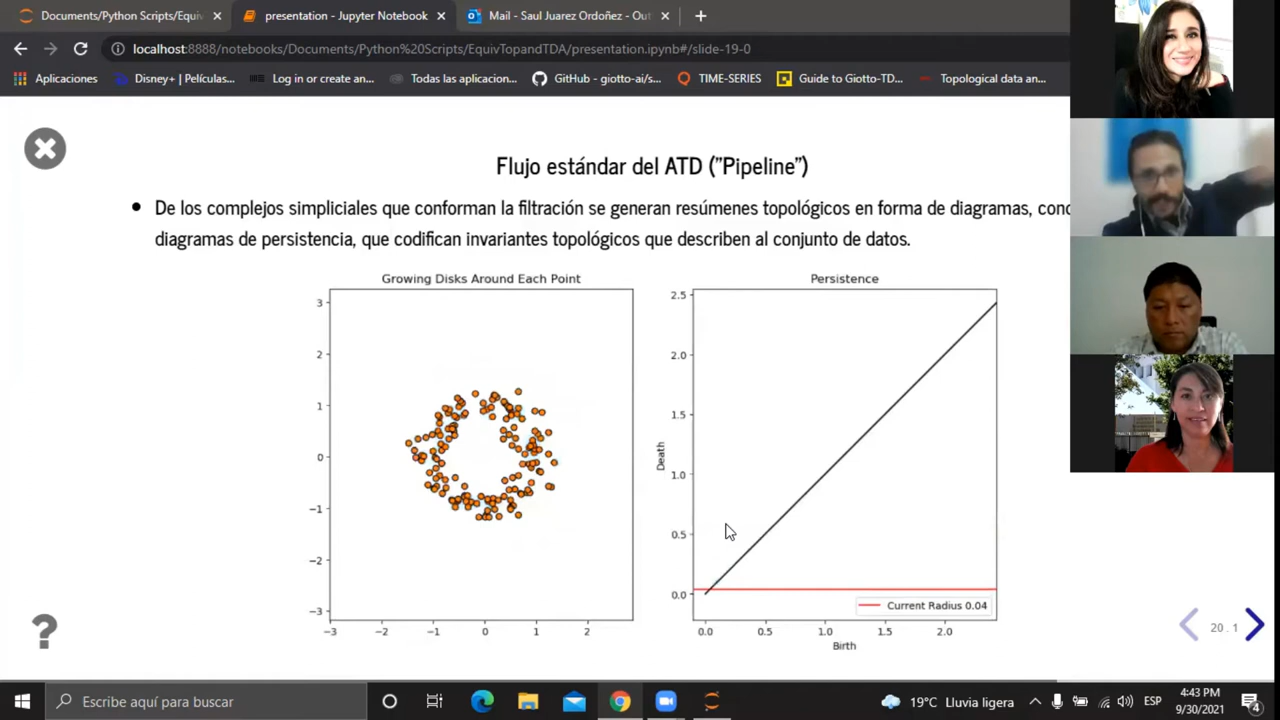 Documents/Python Scripts/Equiv
presentation - Jupyter Notebook
Mail - Saul Juarez Ordoñez - Out
localhost:8888/notebooks/Documents/Python%20Scripts/EquivTopandTDA/presentation.ipynb#/slide-19-0
Aplicaciones
Disney+ | Películas...
Log in or create an...
Todas las aplicacion...
GitHub - giotto-ai/s...
TIME-SERIES
Guide to Giotto-TD...
Topological data an...
Flujo estándar del ATD ("Pipeline")
De los complejos simpliciales que conforman la filtración se generan resúmenes topológicos en forma de diagramas, cono
diagramas de persistencia, que codifican invariantes topológicos que describen al conjunto de datos.
Growing Disks Around Each Point
3
2
1
0
−1
−2
−3
−3 −2 −1 0 1 2
Persistence
2.5
2.0
1.5
1.0
0.5
0.0
Death
Current Radius 0.04
0.0 0.5 1.0 1.5 2.0
Birth
?
20 . 1
Escribe aquí para buscar
19°C Lluvia ligera
ESP
4:43 PM
9/30/2021
4